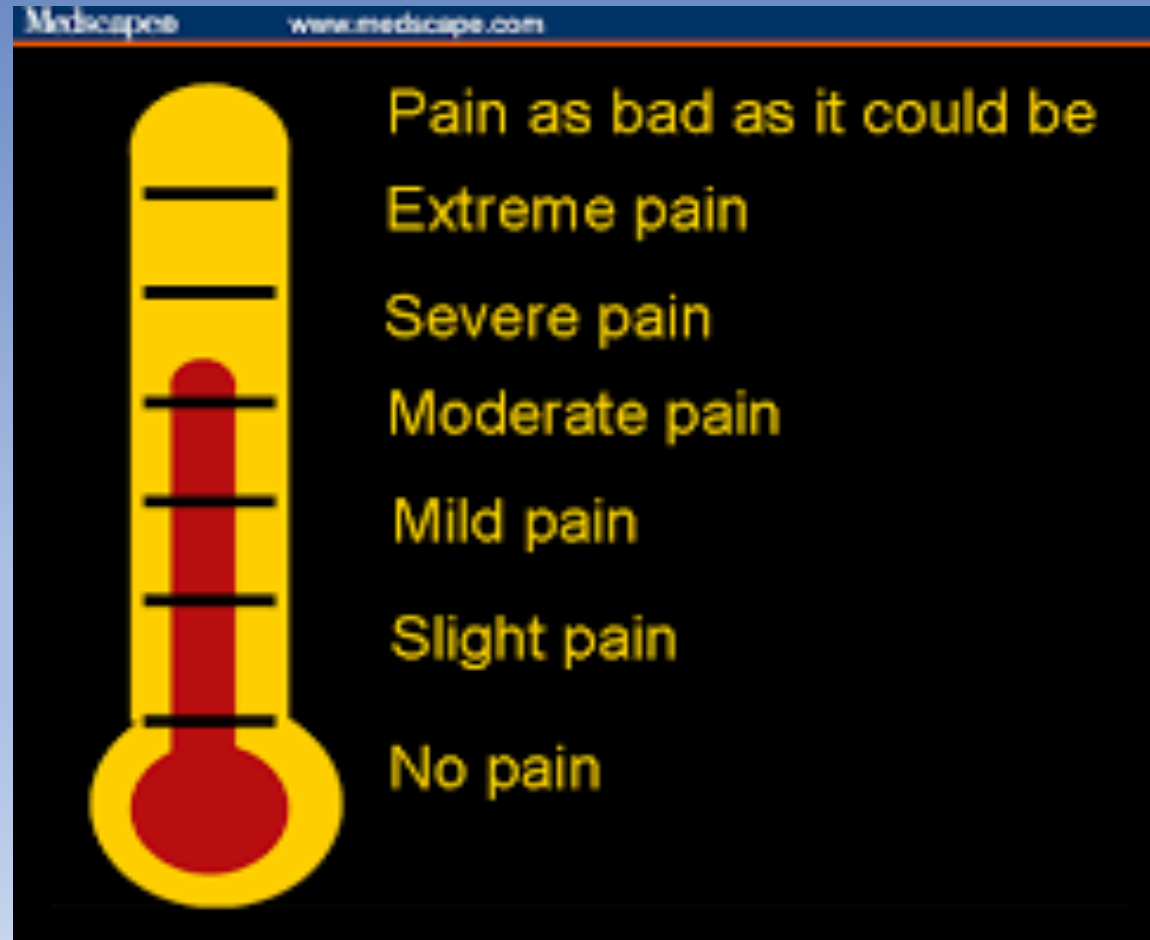 Medscape® www.medscape.com
Pain as bad as it could be
Extreme pain
Severe pain
Moderate pain
Mild pain
Slight pain
No pain